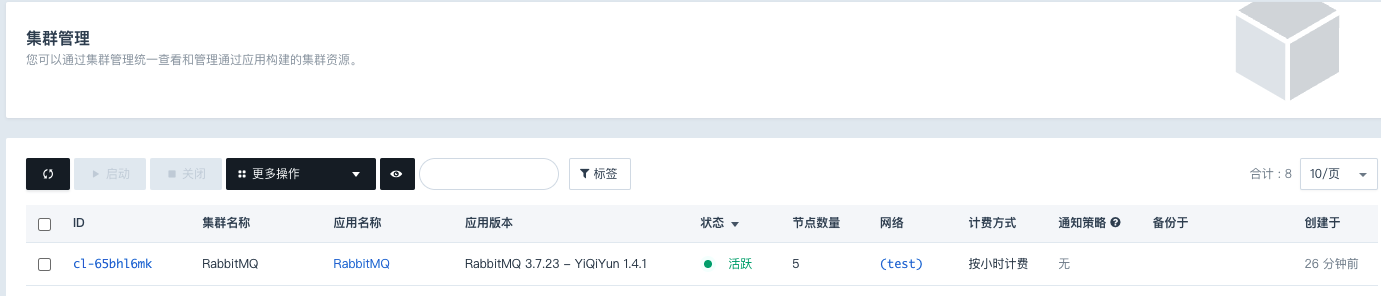 集群管理
您可以通过集群管理统一查看和管理通过应用构建的集群资源。
启动 关闭 更多操作 标签 合计：8 10/页
ID 集群名称 应用名称 应用版本 状态 节点数量 网络 计费方式 通知策略 备份于 创建于
cl-65bhl6mk RabbitMQ RabbitMQ RabbitMQ 3.7.23 – YiQiYun 1.4.1 活跃 5 (test) 按小时计费 无 26 分钟前